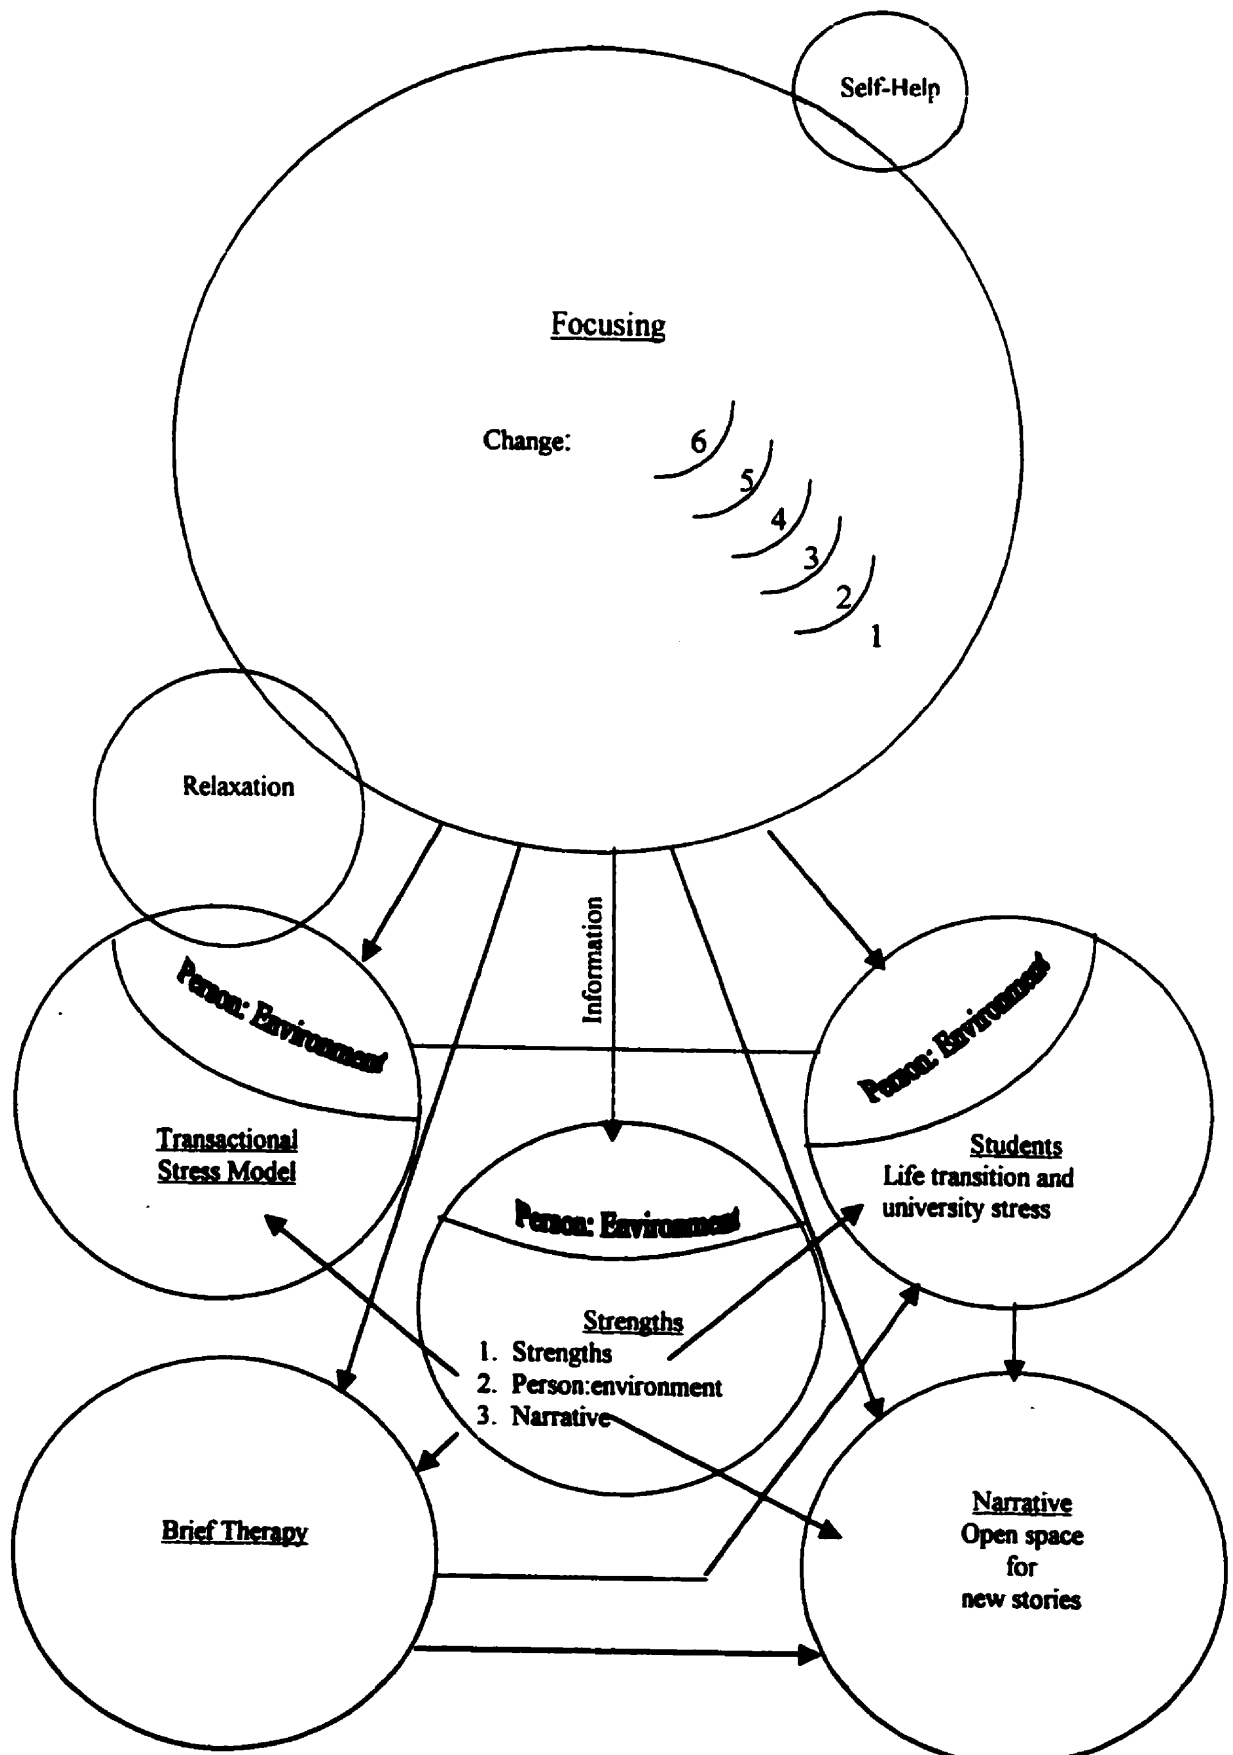 Self-Help
Focusing
Change:
6
5
4
3
2
1
Relaxation
Information
Person: Environment
Person: Environment
Transactional
Stress Model
Students
Life transition and
university stress
Person: Environment
Strengths
1. Strengths
2. Person:environment
3. Narrative
Brief Therapy
Narrative
Open space
for
new stories